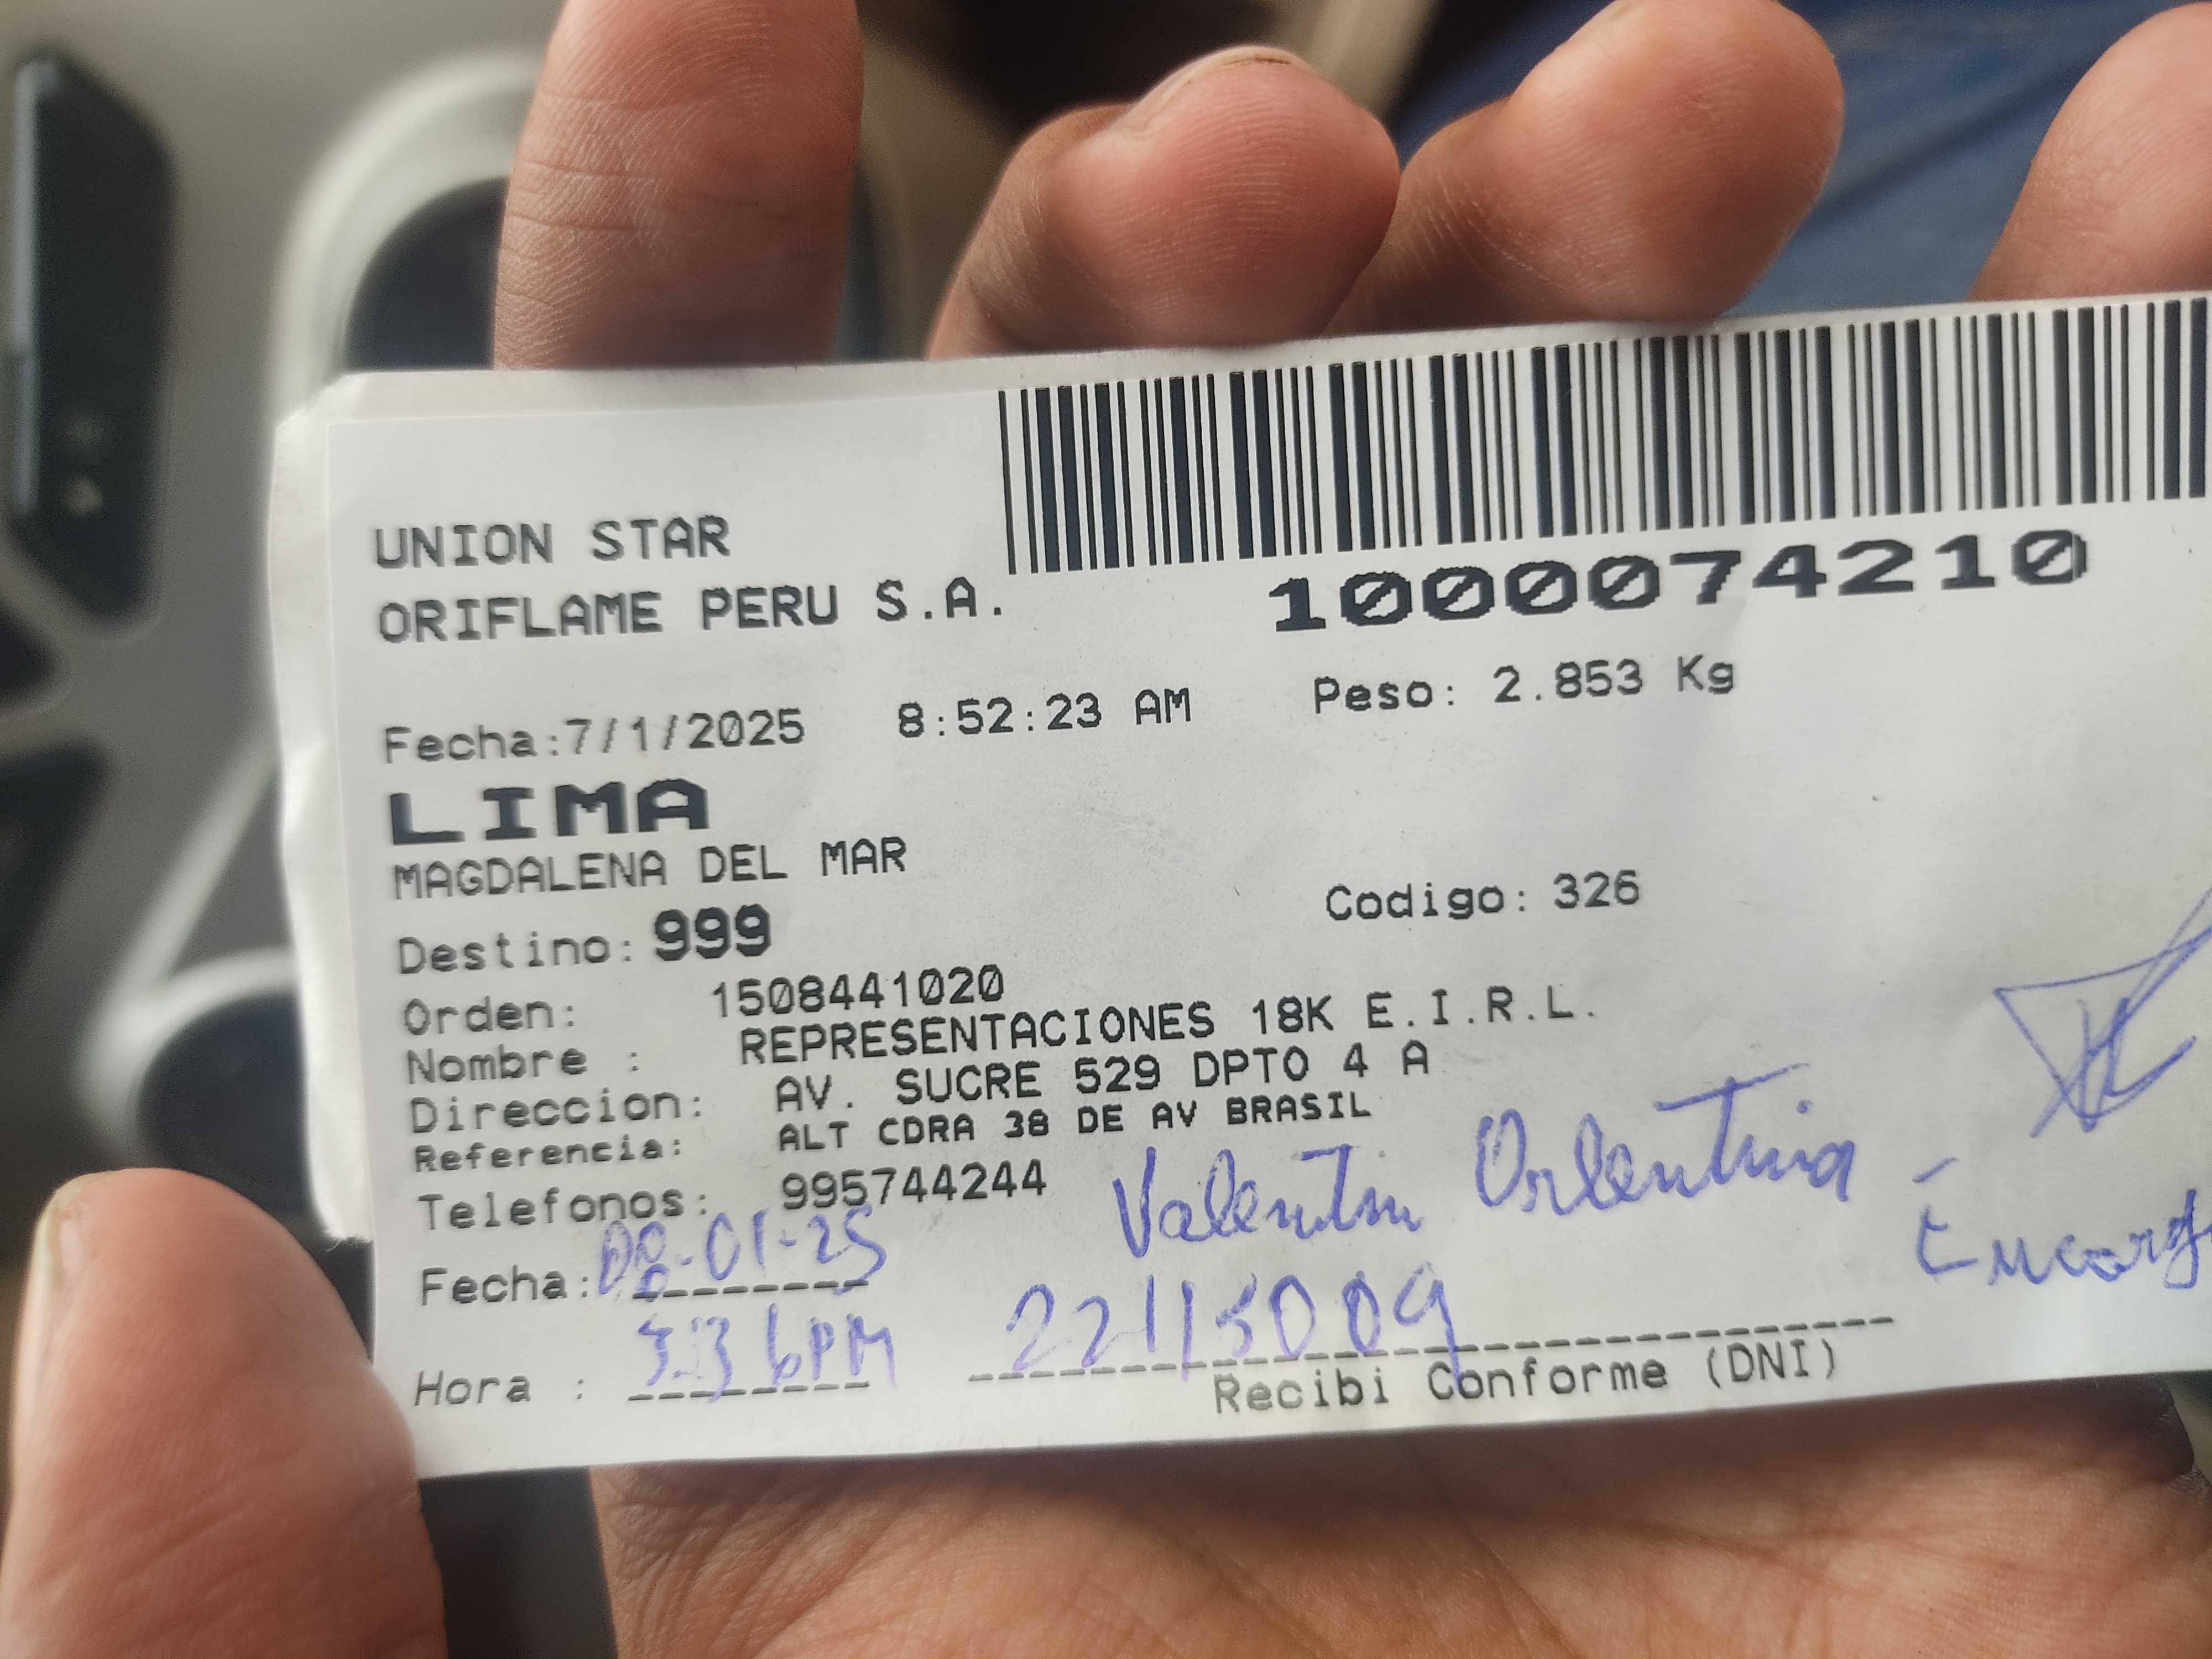 UNION STAR
ORIFLAME PERU S.A.
1000074210
Fecha:7/1/2025 8:52:23 AM Peso: 2.853 Kg
LIMA
MAGDALENA DEL MAR
Codigo: 326
Destino: 999
Orden: 1508441020
Nombre : REPRESENTACIONES 18K E.I.R.L.
Direccion: AV. SUCRE 529 DPTO 4 A
Referencia: ALT CDRA 38 DE AV BRASIL
Telefonos: 995744244
Valentin
Fecha: 08-01-25
Hora : 3:36PM 22115009
Recibi Conforme (DNI)